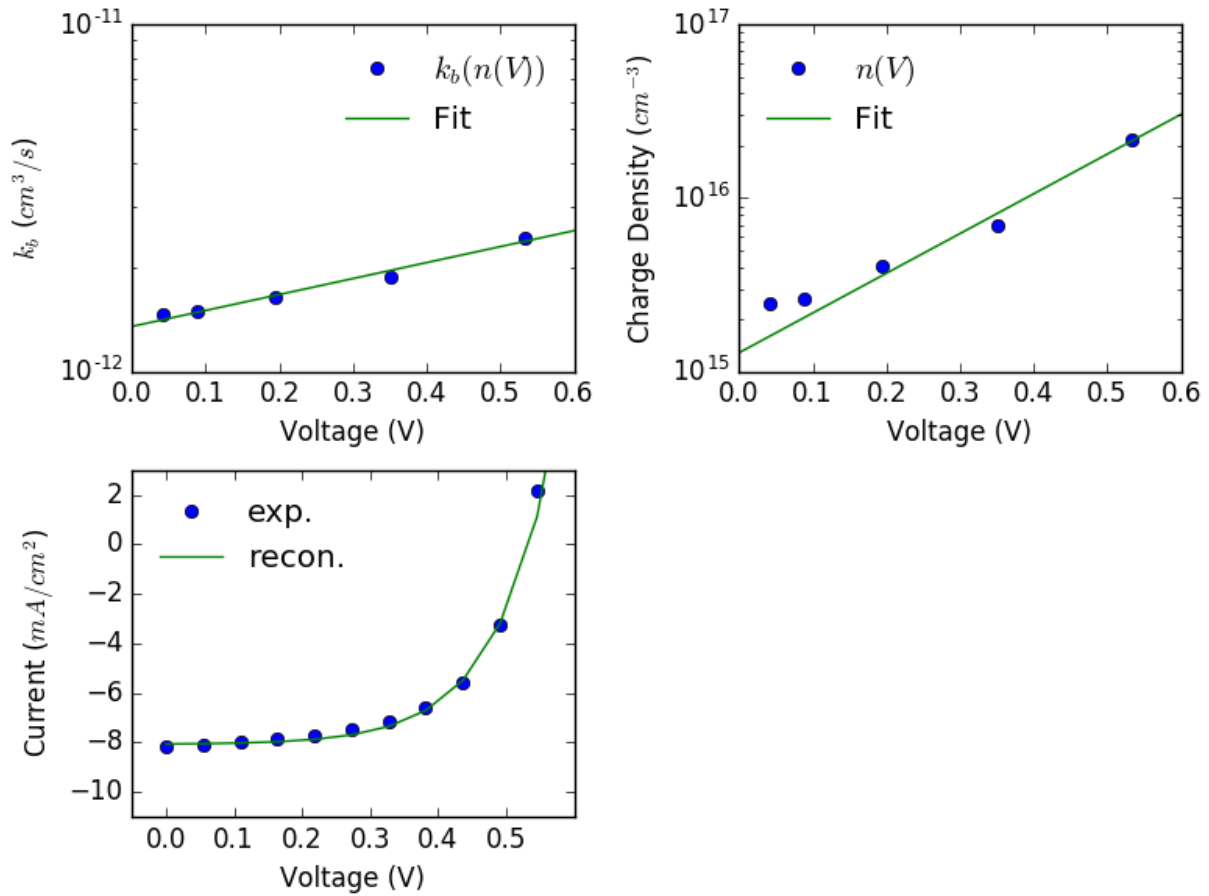 10^{-11}
k_b(n(V))
Fit
k_b (cm^3/s)
10^{-12}
0.0 0.1 0.2 0.3 0.4 0.5 0.6
Voltage (V)
10^{17}
n(V)
Fit
Charge Density (cm^{-3})
10^{16}
10^{15}
0.0 0.1 0.2 0.3 0.4 0.5 0.6
Voltage (V)
2
exp.
0
recon.
Current (mA/cm^2)
−2
−4
−6
−8
−10
0.0 0.1 0.2 0.3 0.4 0.5
Voltage (V)